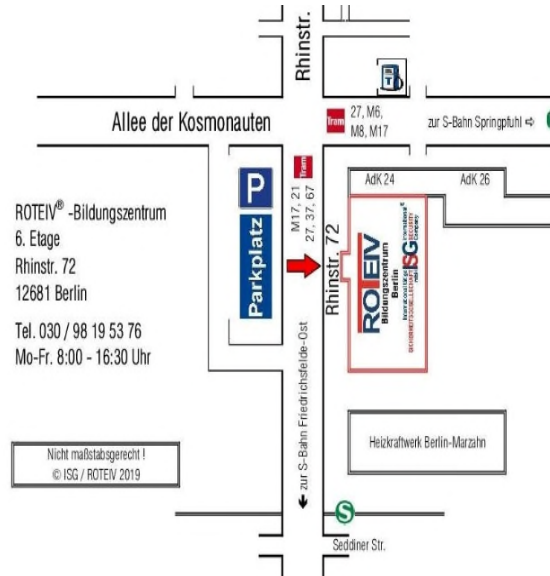 Rhinstr.
Allee der Kosmonauten
Tram
27, M6,
M8, M17
zur S-Bahn Springpfuhl ⇨
P
Parkplatz
Tram
M17, 21
27, 37, 67
Rhinstr. 72
AdK 24
AdK 26
ROTEIV
Bildungszentrum
Berlin
ISG
ROTEIV® -Bildungszentrum
6. Etage
Rhinstr. 72
12681 Berlin
Tel. 030 / 98 19 53 76
Mo-Fr. 8:00 - 16:30 Uhr
← zur S-Bahn Friedrichsfelde-Ost
Heizkraftwerk Berlin-Marzahn
Nicht maßstabsgerecht !
© ISG / ROTEIV 2019
S
Seddiner Str.